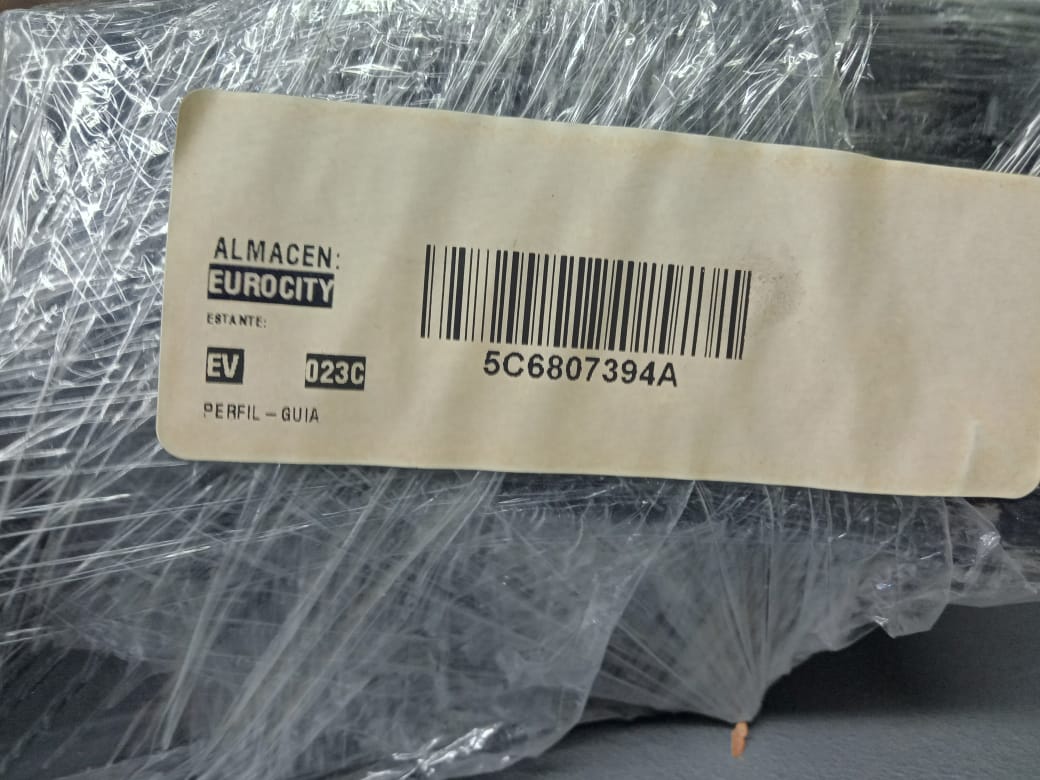 ALMACEN:
EUROCITY
ESTANTE:
EV 023C
PERFIL - GUIA
5C6807394A